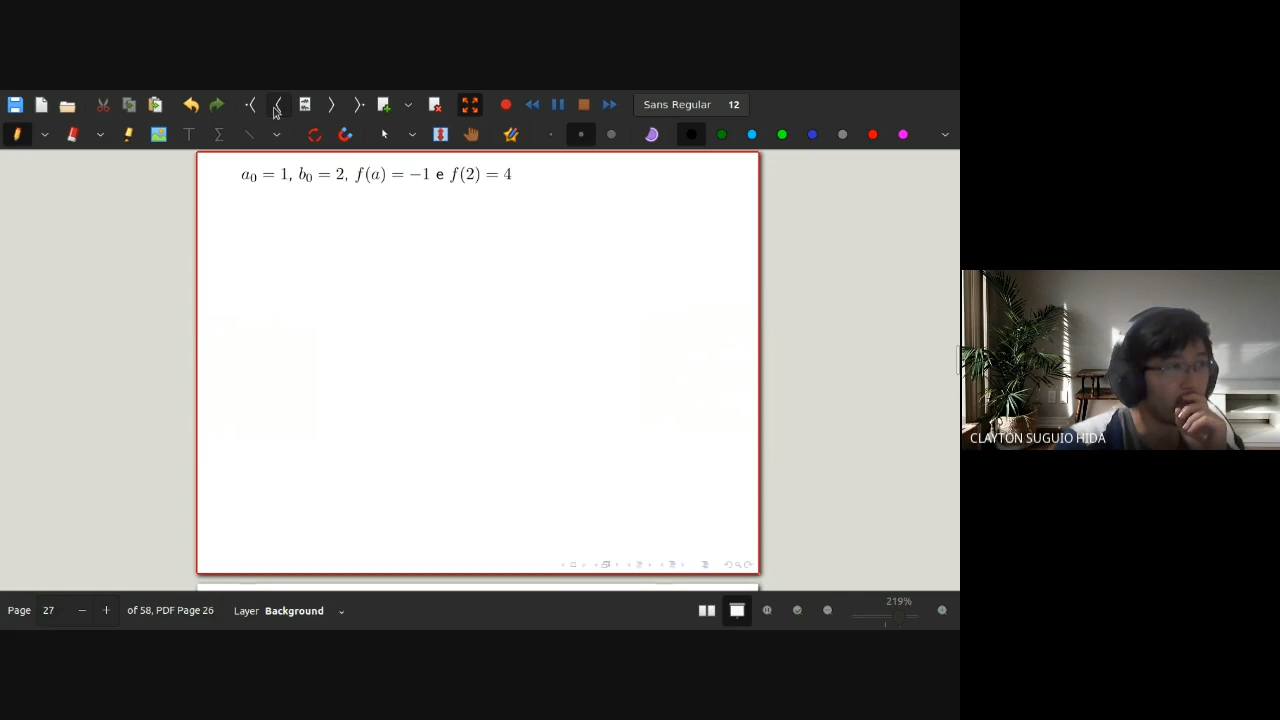 Sans Regular 12
a₀ = 1, b₀ = 2, f(a) = −1 e f(2) = 4
CLAYTON SUGUIO HIDA
Page 27 of 58, PDF Page 26 Layer Background 219%